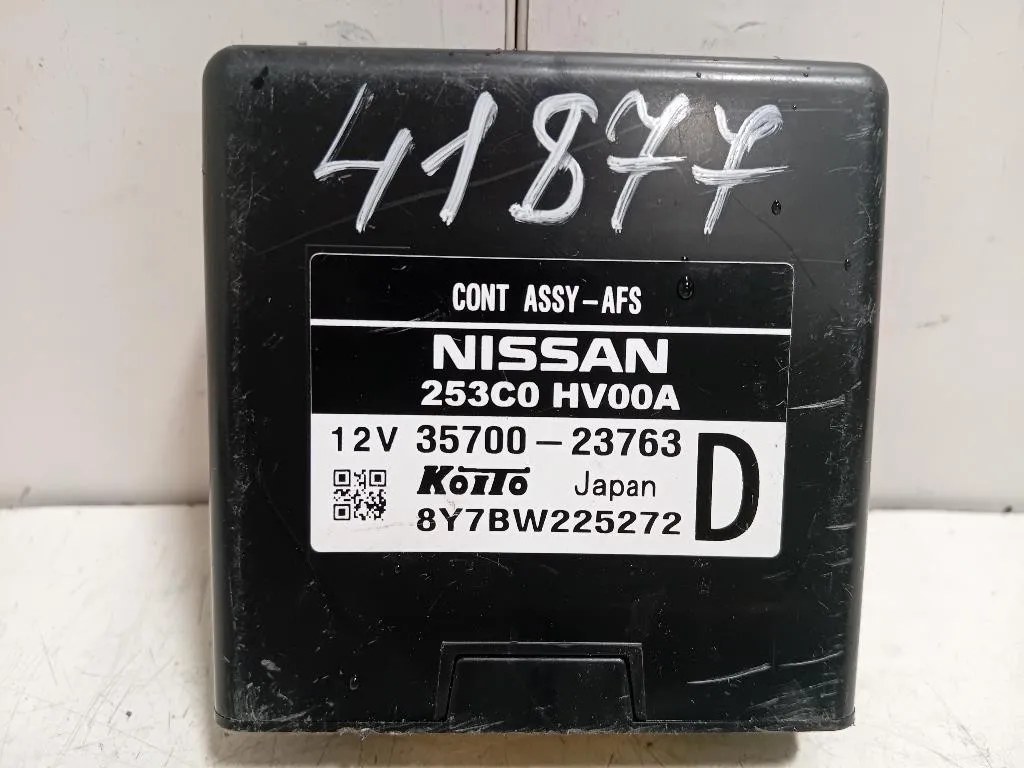 41877
CONT ASSY-AFS
NISSAN
253C0 HV00A
12V 35700-23763
KOITO Japan
8Y7BW225272
D